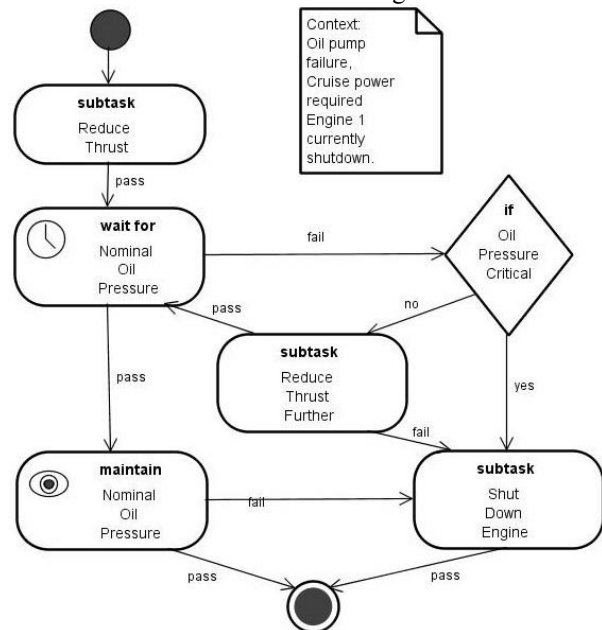 Context:
Oil pump
failure,
Cruise power
required
Engine 1
currently
shutdown.
subtask
Reduce
Thrust
pass
wait for
Nominal
Oil
Pressure
fail
if
Oil
Pressure
Critical
pass
no
subtask
Reduce
Thrust
Further
pass
yes
fail
maintain
Nominal
Oil
Pressure
fail
subtask
Shut
Down
Engine
pass
pass